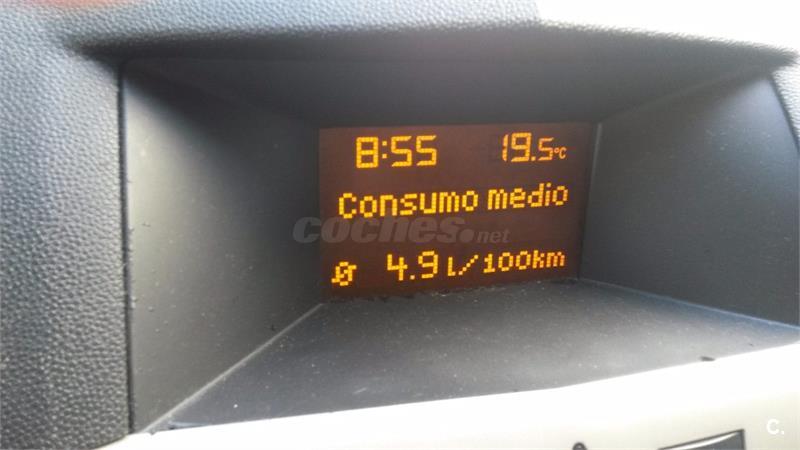 8:55 19.5°C
Consumo medio
coches.net
4.9 l/100km
C.